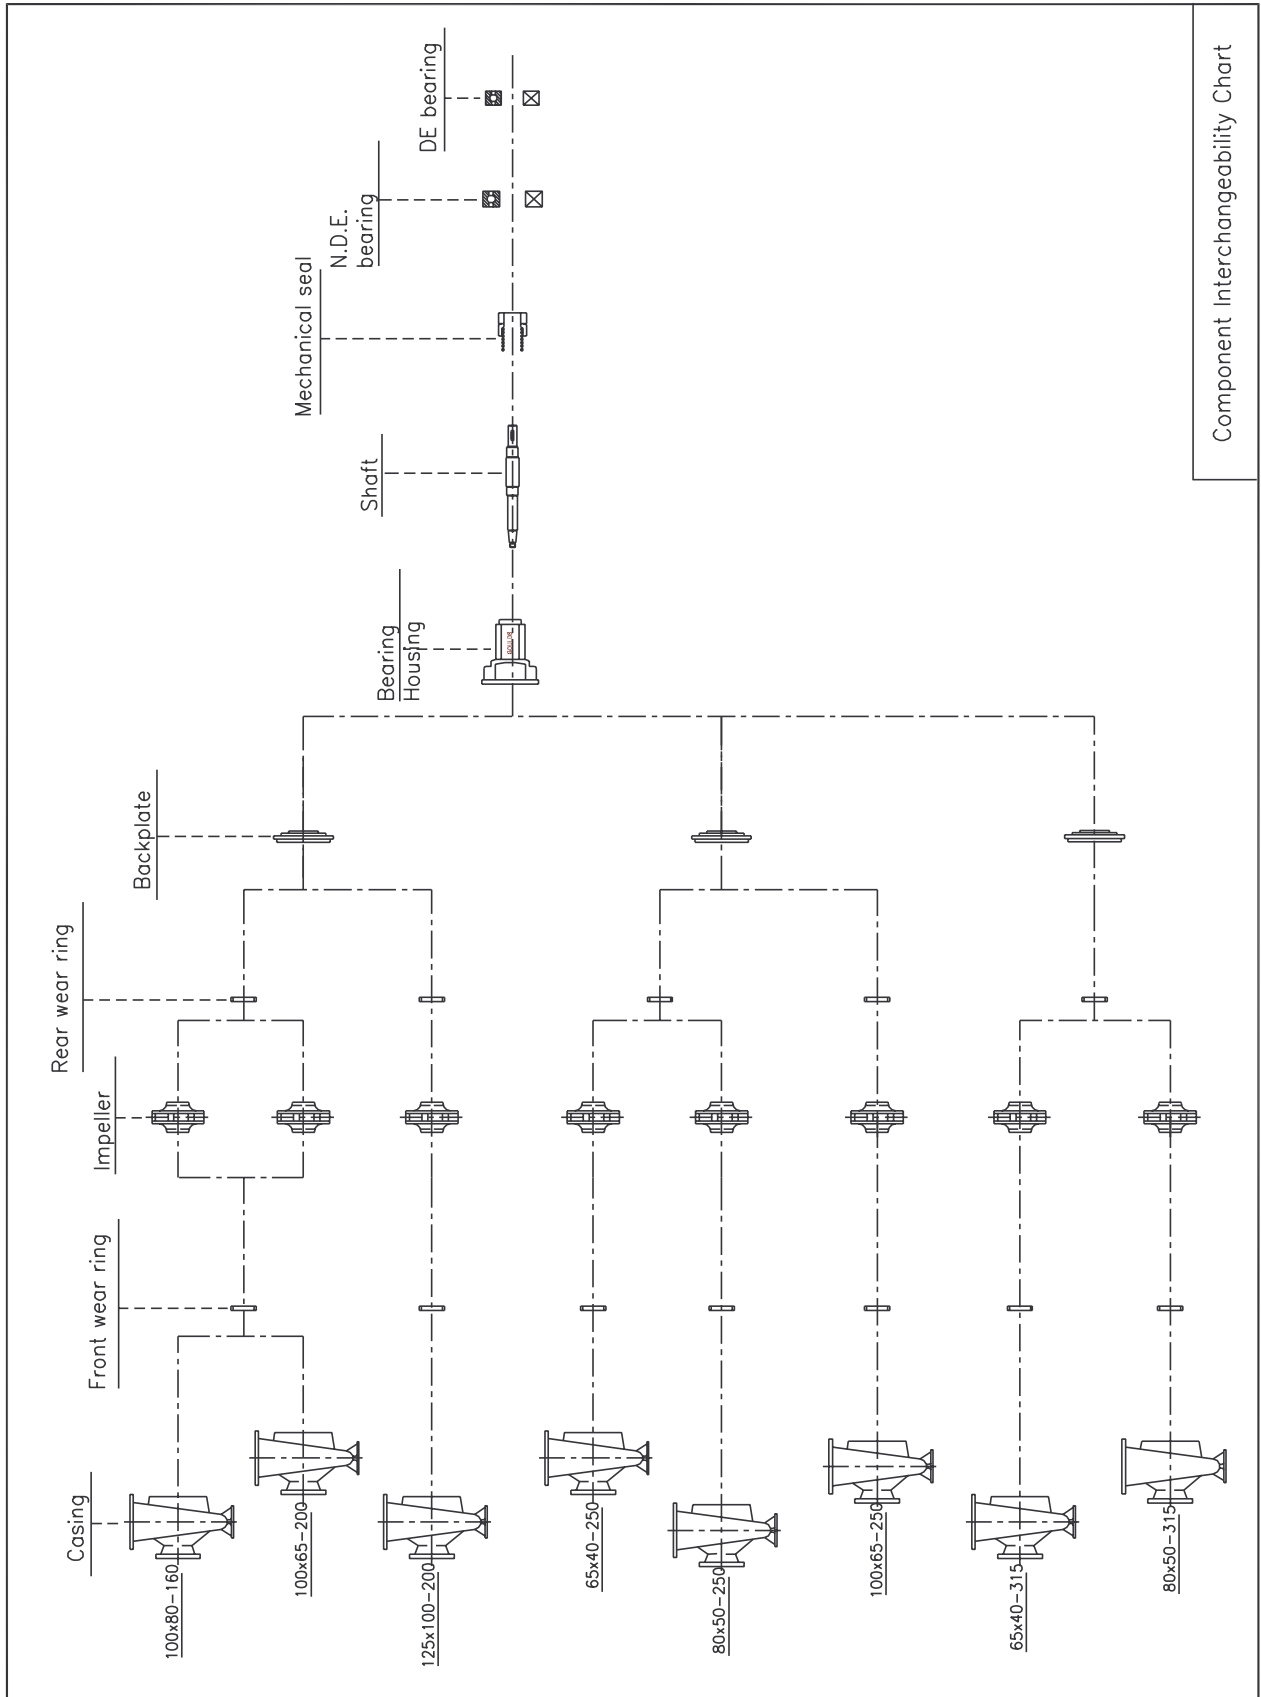 Component Interchangeability Chart
DE bearing
N.D.E.
bearing
Mechanical seal
Shaft
Bearing
Housing
GOULDS
Backplate
Rear wear ring
Impeller
Front wear ring
Casing
100x80-160
100x65-200
125x100-200
65x40-250
80x50-250
100x65-250
65x40-315
80x50-315